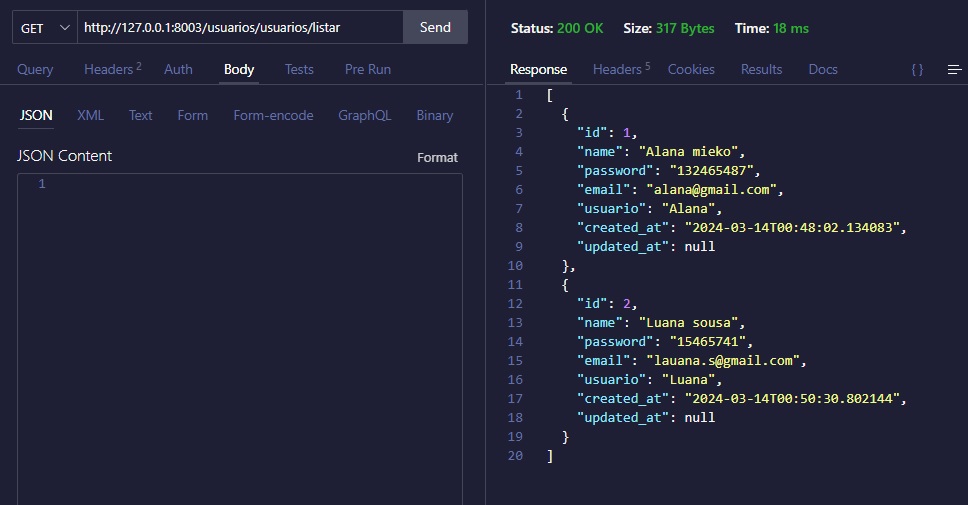 GET http://127.0.0.1:8003/usuarios/usuarios/listar Send
Query Headers 2 Auth Body Tests Pre Run
JSON XML Text Form Form-encode GraphQL Binary
JSON Content Format
1
Status: 200 OK Size: 317 Bytes Time: 18 ms
Response Headers 5 Cookies Results Docs { }
1 [
2 {
3 "id": 1,
4 "name": "Alana mieko",
5 "password": "132465487",
6 "email": "alana@gmail.com",
7 "usuario": "Alana",
8 "created_at": "2024-03-14T00:48:02.134083",
9 "updated_at": null
10 },
11 {
12 "id": 2,
13 "name": "Luana sousa",
14 "password": "15465741",
15 "email": "lauana.s@gmail.com",
16 "usuario": "Luana",
17 "created_at": "2024-03-14T00:50:30.802144",
18 "updated_at": null
19 }
20 ]